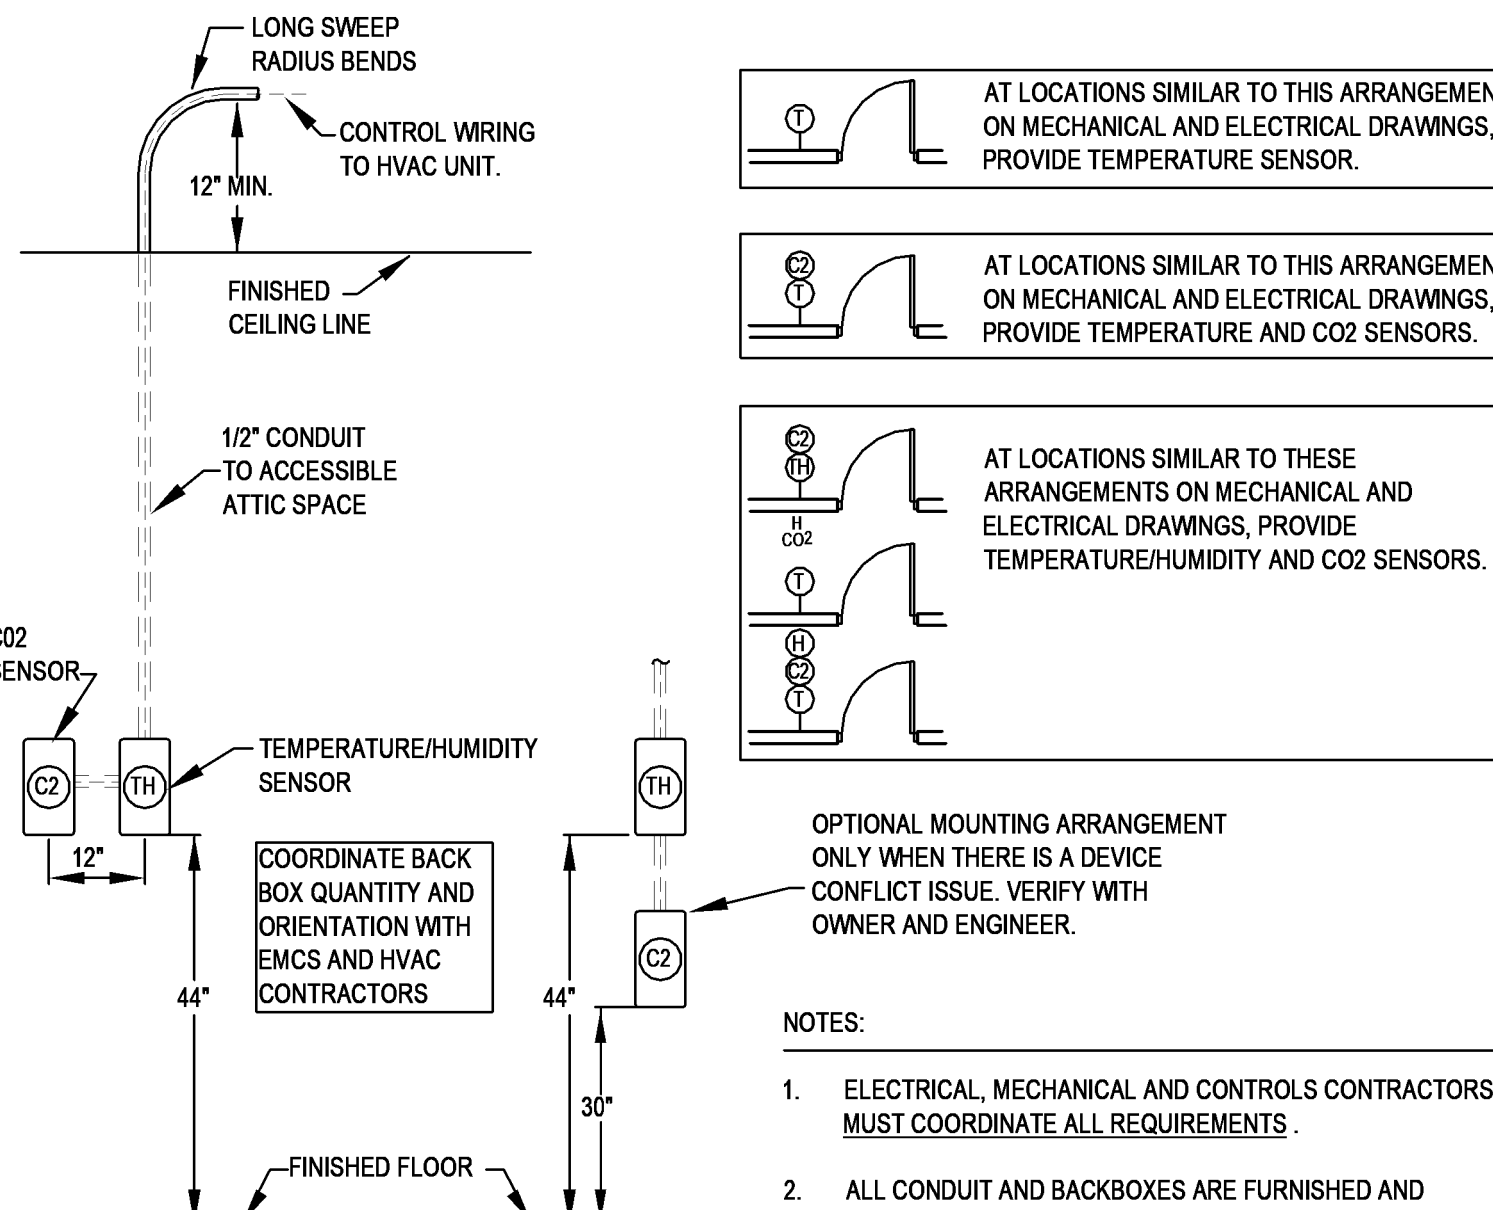 LONG SWEEP
RADIUS BENDS
CONTROL WIRING
TO HVAC UNIT.
12" MIN.
FINISHED
CEILING LINE
1/2" CONDUIT
TO ACCESSIBLE
ATTIC SPACE
C02
SENSOR
C2
TH
TEMPERATURE/HUMIDITY
SENSOR
12"
COORDINATE BACK
BOX QUANTITY AND
ORIENTATION WITH
EMCS AND HVAC
CONTRACTORS
44"
FINISHED FLOOR
TH
C2
44"
30"
OPTIONAL MOUNTING ARRANGEMENT
ONLY WHEN THERE IS A DEVICE
CONFLICT ISSUE. VERIFY WITH
OWNER AND ENGINEER.
T
AT LOCATIONS SIMILAR TO THIS ARRANGEMEN
ON MECHANICAL AND ELECTRICAL DRAWINGS,
PROVIDE TEMPERATURE SENSOR.
C2
T
AT LOCATIONS SIMILAR TO THIS ARRANGEMEN
ON MECHANICAL AND ELECTRICAL DRAWINGS,
PROVIDE TEMPERATURE AND CO2 SENSORS.
C2
TH
H
CO2
T
H
C2
T
AT LOCATIONS SIMILAR TO THESE
ARRANGEMENTS ON MECHANICAL AND
ELECTRICAL DRAWINGS, PROVIDE
TEMPERATURE/HUMIDITY AND CO2 SENSORS.
NOTES:
1. ELECTRICAL, MECHANICAL AND CONTROLS CONTRACTORS
MUST COORDINATE ALL REQUIREMENTS .
2. ALL CONDUIT AND BACKBOXES ARE FURNISHED AND